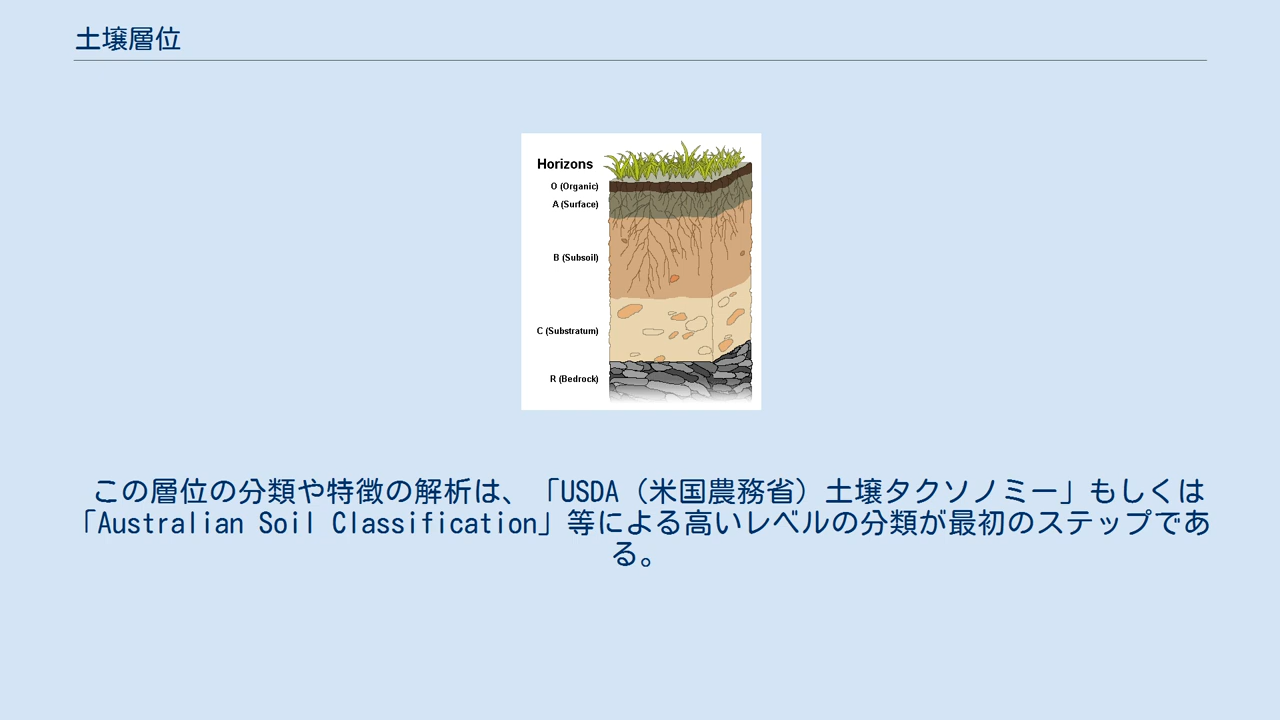 土壌層位
Horizons
O (Organic)
A (Surface)
B (Subsoil)
C (Substratum)
R (Bedrock)
この層位の分類や特徴の解析は、「USDA（米国農務省）土壌タクソノミー」もしくは
「Australian Soil Classification」等による高いレベルの分類が最初のステップであ
る。